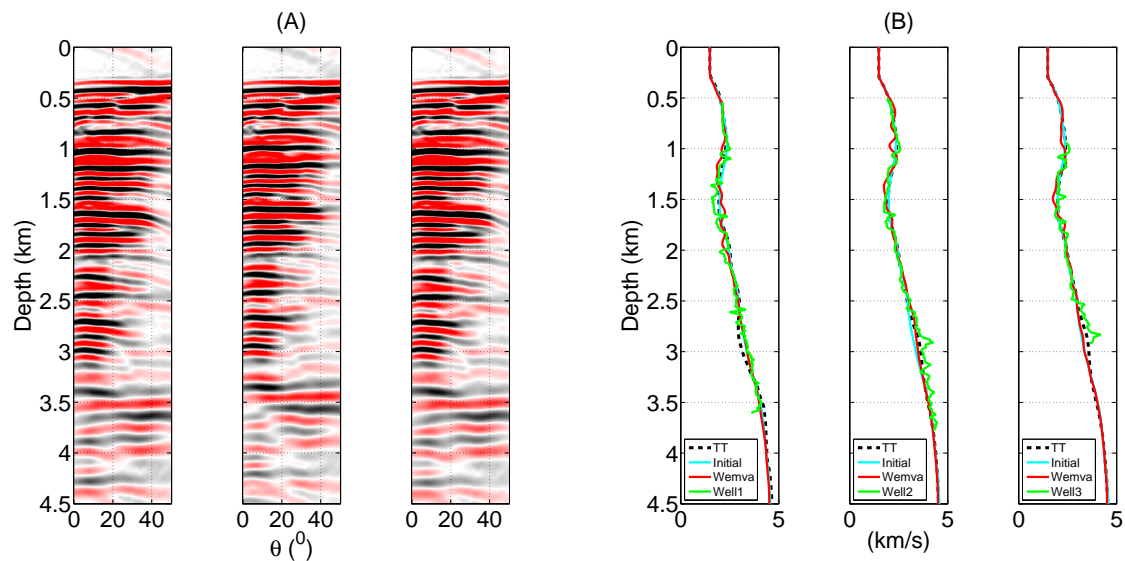 (A)
(B)
Depth (km)
0
0.5
1
1.5
2
2.5
3
3.5
4
4.5
0 20 40
0 20 40
0 20 40
θ (⁰)
Depth (km)
0
0.5
1
1.5
2
2.5
3
3.5
4
4.5
TT
Initial
Wemva
Well1
TT
Initial
Wemva
Well2
TT
Initial
Wemva
Well3
0 5
0 5
0 5
(km/s)